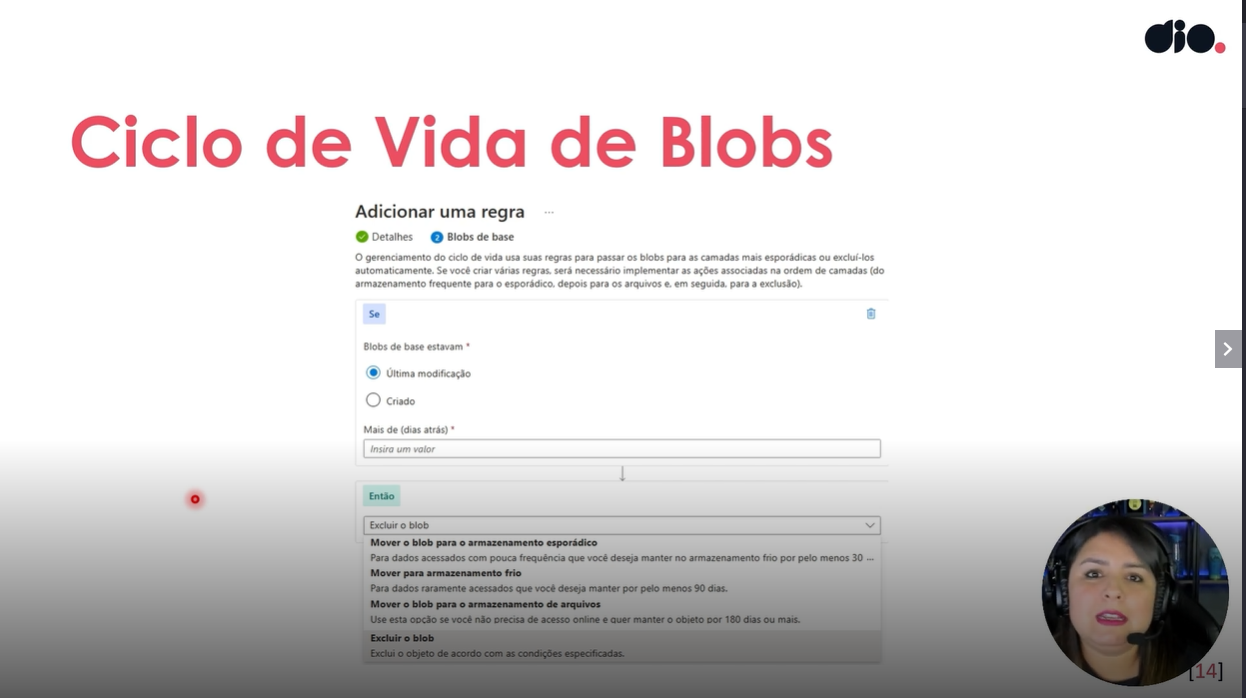 dio.
Ciclo de Vida de Blobs
Adicionar uma regra ...
Detalhes 2 Blobs de base
O gerenciamento do ciclo de vida usa suas regras para passar os blobs para as camadas mais esporádicas ou excluí-los
automaticamente. Se você criar várias regras, será necessário implementar as ações associadas na ordem de camadas (do
armazenamento frequente para o esporádico, depois para os arquivos e, em seguida, para a exclusão).
Se
Blobs de base estavam *
Última modificação
Criado
Mais de (dias atrás) *
Insira um valor
Então
Excluir o blob
Mover o blob para o armazenamento esporádico
Para dados acessados com pouca frequência que você deseja manter no armazenamento frio por pelo menos 30 ...
Mover para armazenamento frio
Para dados raramente acessados que você deseja manter por pelo menos 90 dias.
Mover o blob para o armazenamento de arquivos
Use esta opção se você não precisa de acesso online e quer manter o objeto por 180 dias ou mais.
Excluir o blob
Exclui o objeto de acordo com as condições especificadas.
[14]